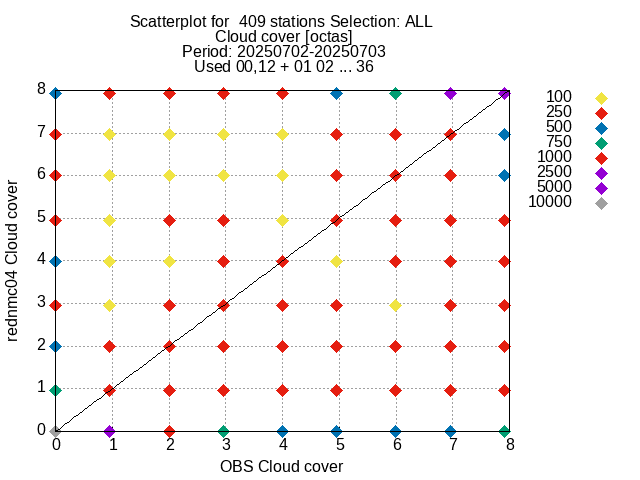 Scatterplot for  409 stations Selection: ALL
Cloud cover [octas]
Period: 20250702-20250703
Used 00,12 + 01 02 ... 36
8
7
6
5
4
3
2
1
0
rednmc04 Cloud cover
0 1 2 3 4 5 6 7 8
OBS Cloud cover
100
250
500
750
1000
2500
5000
10000